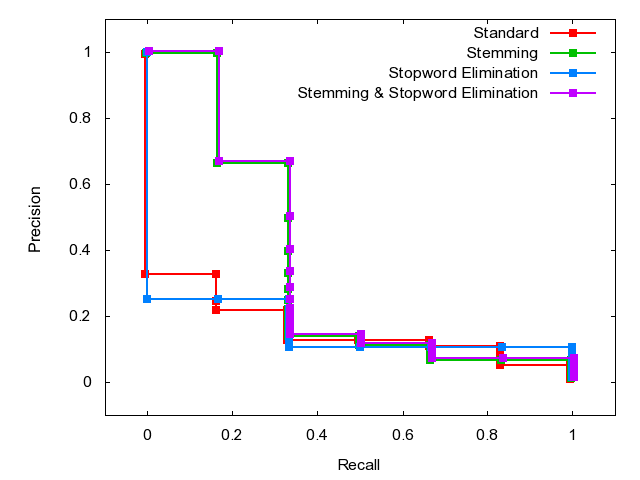 Standard
Stemming
Stopword Elimination
Stemming & Stopword Elimination
1
0.8
0.6
0.4
0.2
0
Precision
0 0.2 0.4 0.6 0.8 1
Recall